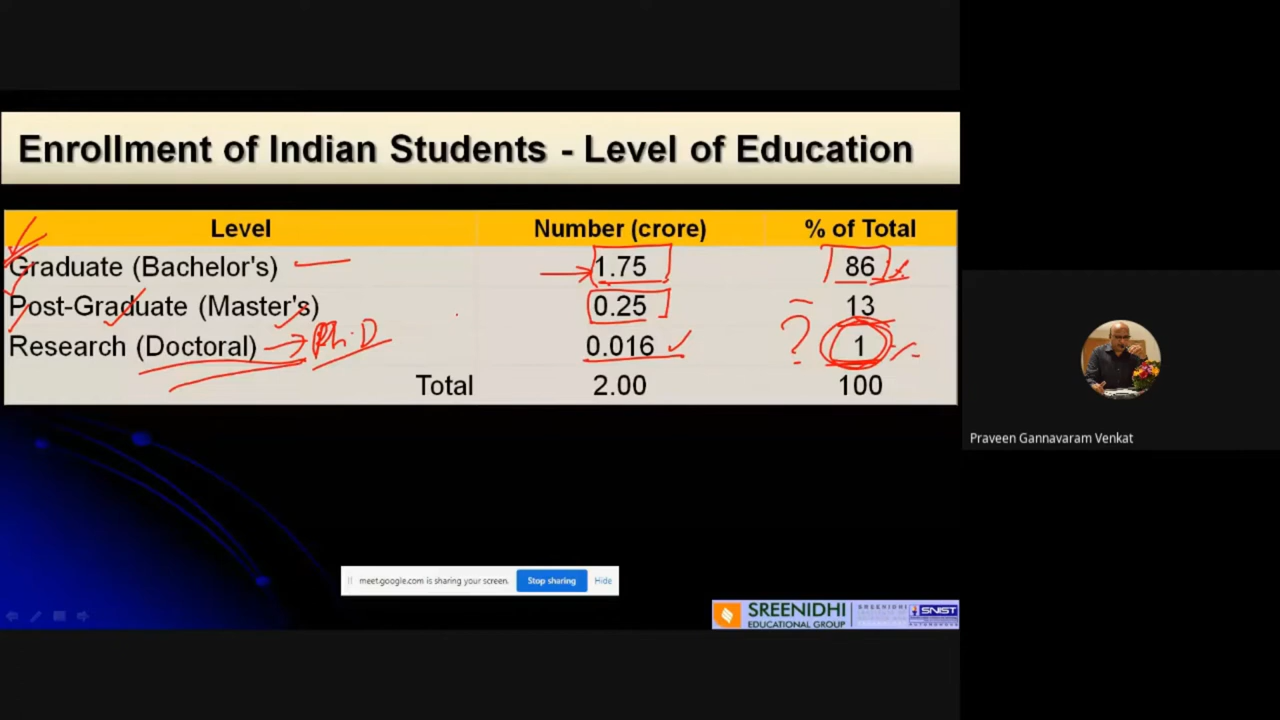 Enrollment of Indian Students - Level of Education
Level Number (crore) % of Total
Graduate (Bachelor's) 1.75 86
Post-Graduate (Master's) 0.25 13
Research (Doctoral) Ph.D 0.016 ? 1
Total 2.00 100
Praveen Gannavaram Venkat
meet.google.com is sharing your screen. Stop sharing Hide
SREENIDHI
EDUCATIONAL GROUP
SREENIDHI
SNIST